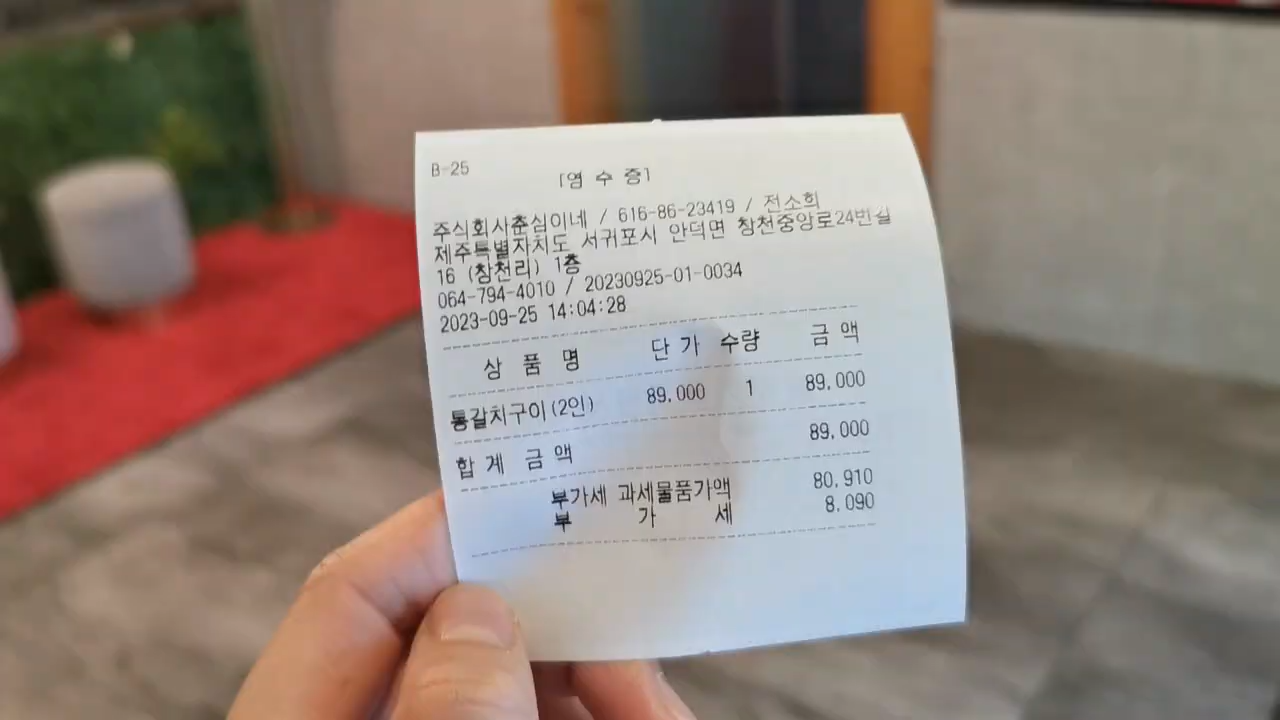 B-25
[영 수 증]
주식회사춘심이네 / 616-86-23419 / 전소희
제주특별자치도 서귀포시 안덕면 창천중앙로24번길
16 (창천리) 1층
064-794-4010 / 20230925-01-0034
2023-09-25 14:04:28
상 품 명 단 가 수량 금 액
통갈치구이(2인) 89,000 1 89,000
합 계 금 액 89,000
부가세 과세물품가액 80,910
부 가 세 8,090